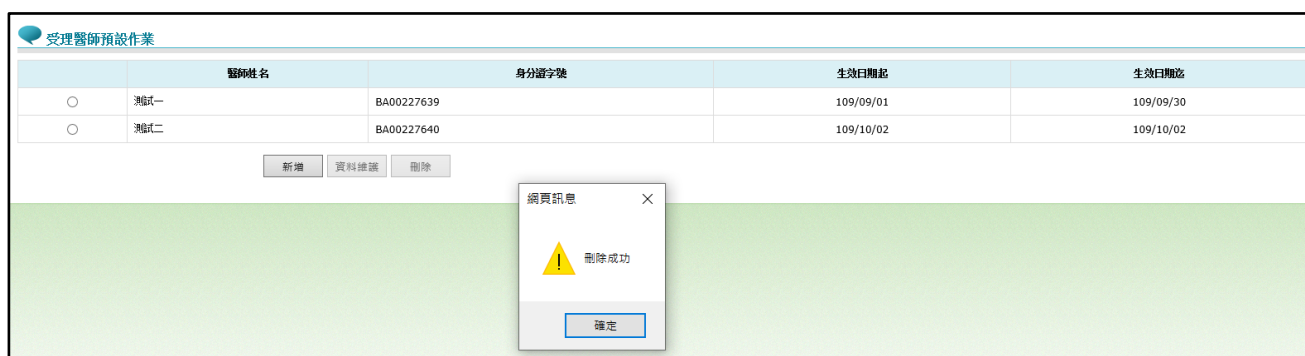 受理醫師預設作業
醫師姓名 身分證字號 生效日期起 生效日期迄
測試一 BA00227639 109/09/01 109/09/30
測試二 BA00227640 109/10/02 109/10/02
新增 資料維護 刪除
網頁訊息
刪除成功
確定